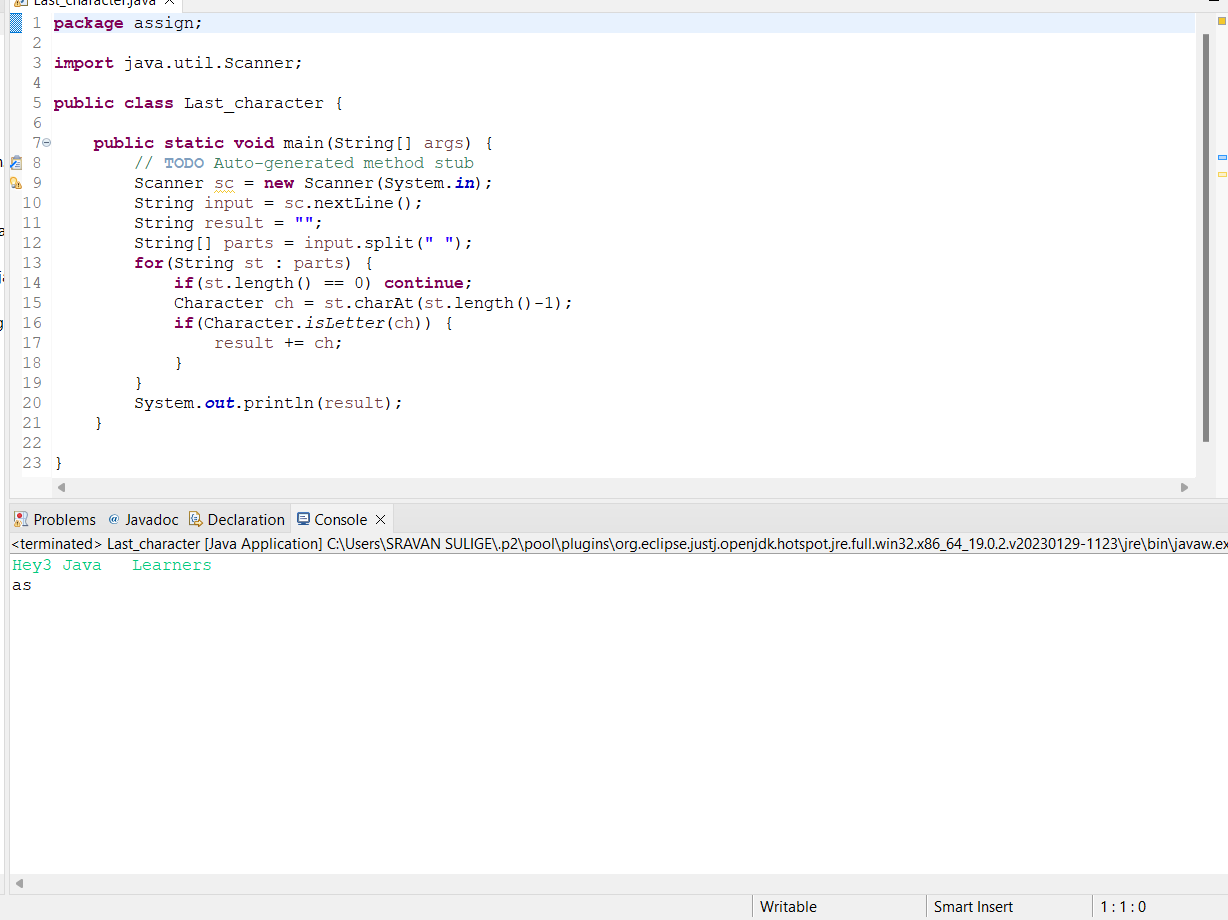 Last_character.java
1 package assign;
2
3 import java.util.Scanner;
4
5 public class Last_character {
6
7     public static void main(String[] args) {
8         // TODO Auto-generated method stub
9         Scanner sc = new Scanner(System.in);
10         String input = sc.nextLine();
11         String result = "";
12         String[] parts = input.split(" ");
13         for(String st : parts) {
14             if(st.length() == 0) continue;
15             Character ch = st.charAt(st.length()-1);
16             if(Character.isLetter(ch)) {
17                 result += ch;
18             }
19         }
20         System.out.println(result);
21     }
22
23 }
Problems @ Javadoc Declaration Console
<terminated> Last_character [Java Application] C:\Users\SRAVAN SULIGE\.p2\pool\plugins\org.eclipse.justj.openjdk.hotspot.jre.full.win32.x86_64_19.0.2.v20230129-1123\jre\bin\javaw.ex
Hey3 Java   Learners
as
Writable Smart Insert 1 : 1 : 0